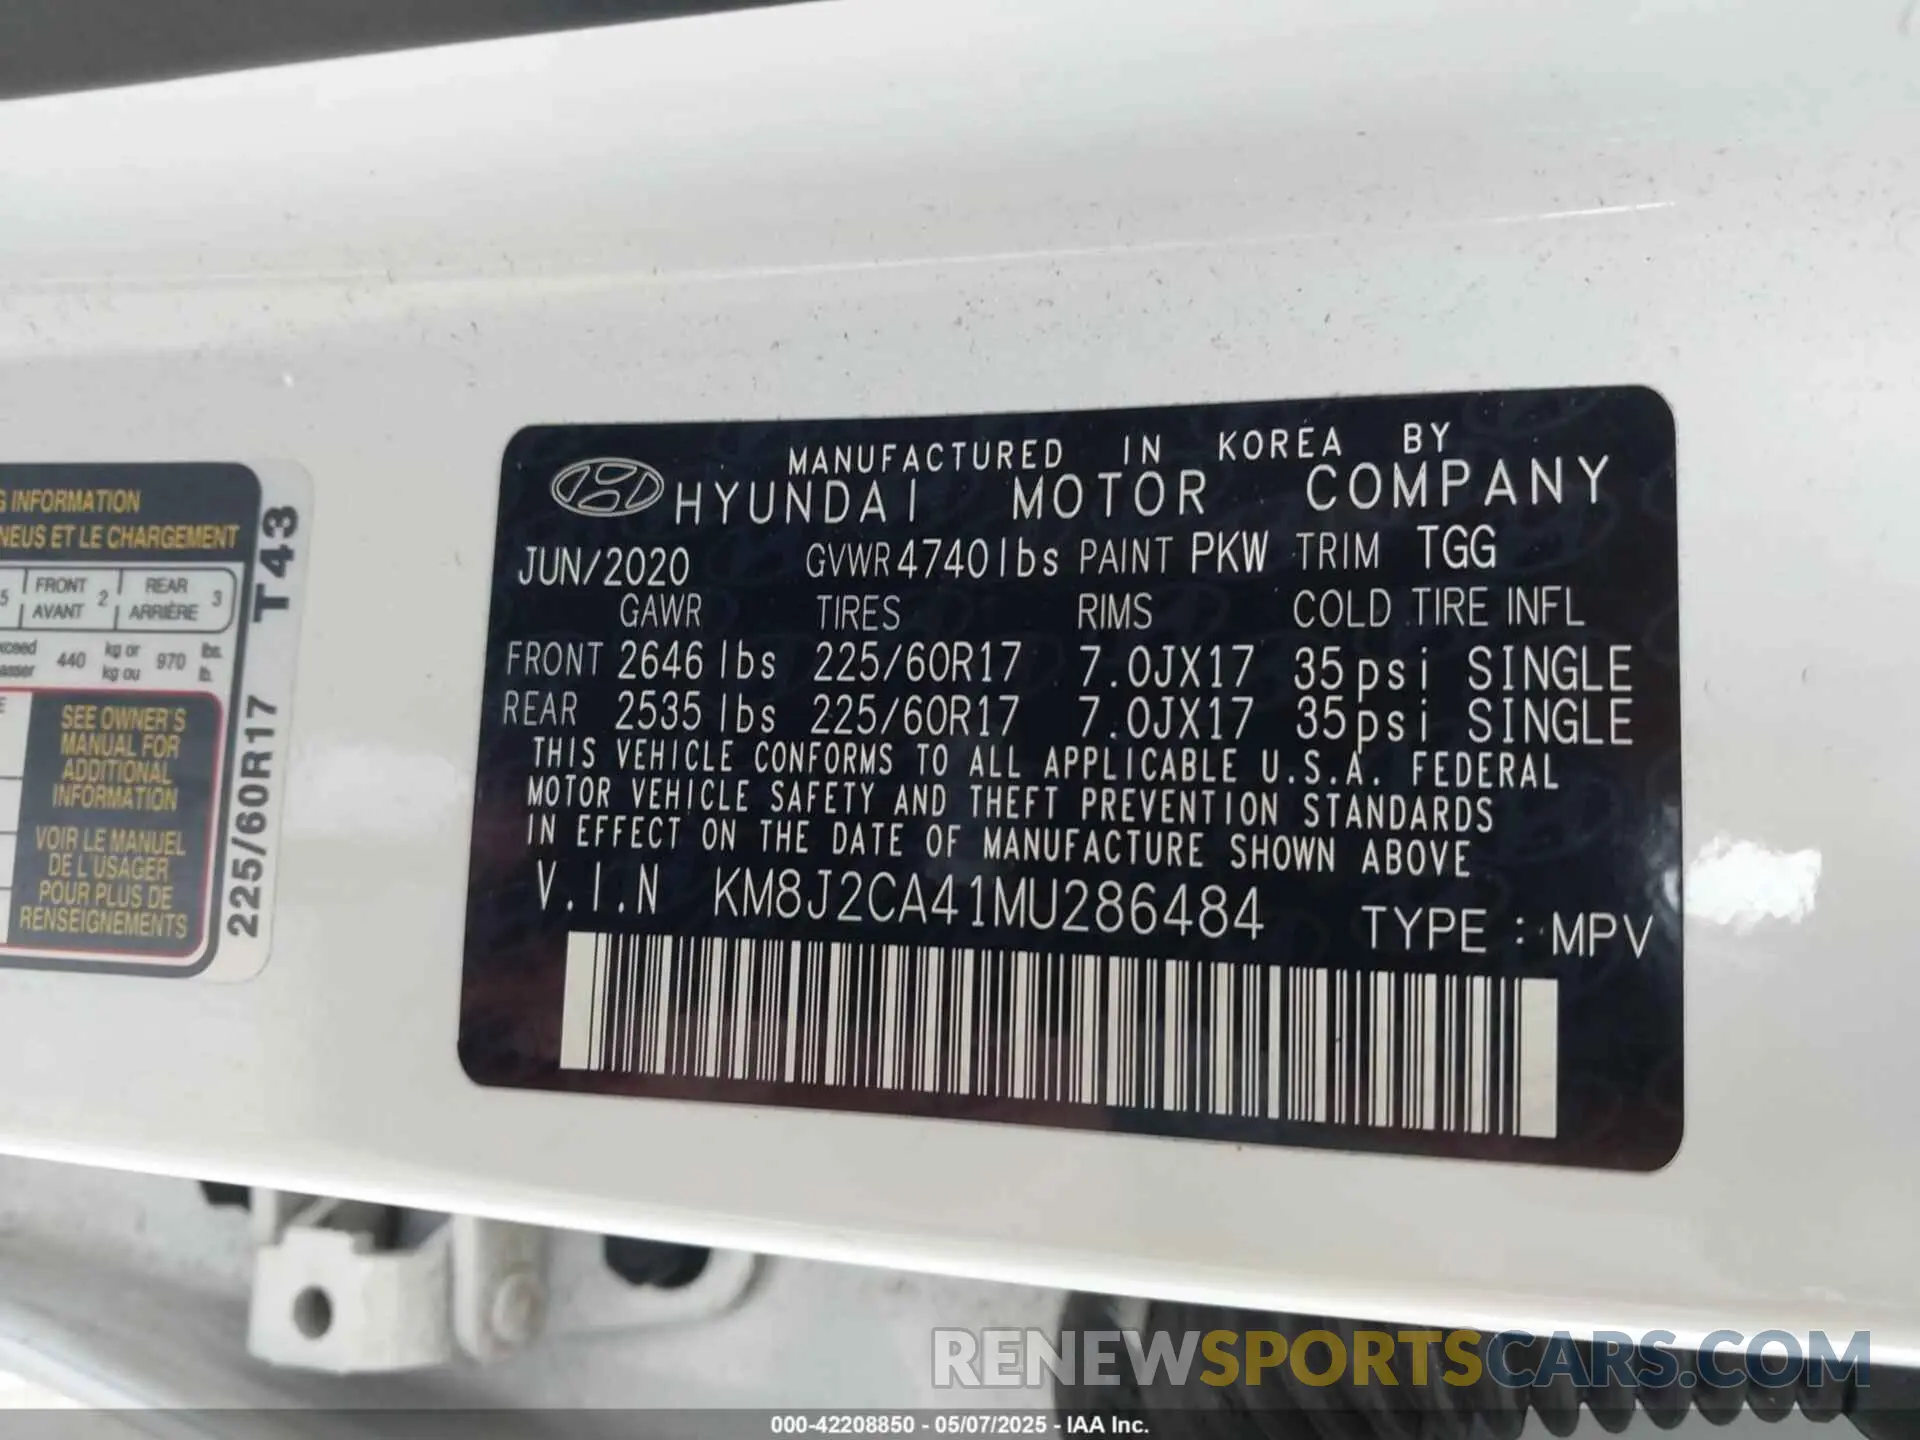 G INFORMATION
NEUS ET LE CHARGEMENT
5 FRONT 2 REAR 3
AVANT ARRIÈRE
440 kg or 970 lbs.
kg ou lb.
SEE OWNER'S
MANUAL FOR
ADDITIONAL
INFORMATION
VOIR LE MANUEL
DE L'USAGER
POUR PLUS DE
RENSEIGNEMENTS
225/60R17 T43
MANUFACTURED IN KOREA BY
HYUNDAI MOTOR COMPANY
JUN/2020 GVWR 4740lbs PAINT PKW TRIM TGG
GAWR TIRES RIMS COLD TIRE INFL
FRONT 2646 lbs 225/60R17 7.0JX17 35psi SINGLE
REAR 2535 lbs 225/60R17 7.0JX17 35psi SINGLE
THIS VEHICLE CONFORMS TO ALL APPLICABLE U.S.A. FEDERAL
MOTOR VEHICLE SAFETY AND THEFT PREVENTION STANDARDS
IN EFFECT ON THE DATE OF MANUFACTURE SHOWN ABOVE
V.I.N KM8J2CA41MU286484 TYPE : MPV
RENEWSPORTSCARS.COM
000-42208850 - 05/07/2025 - IAA Inc.